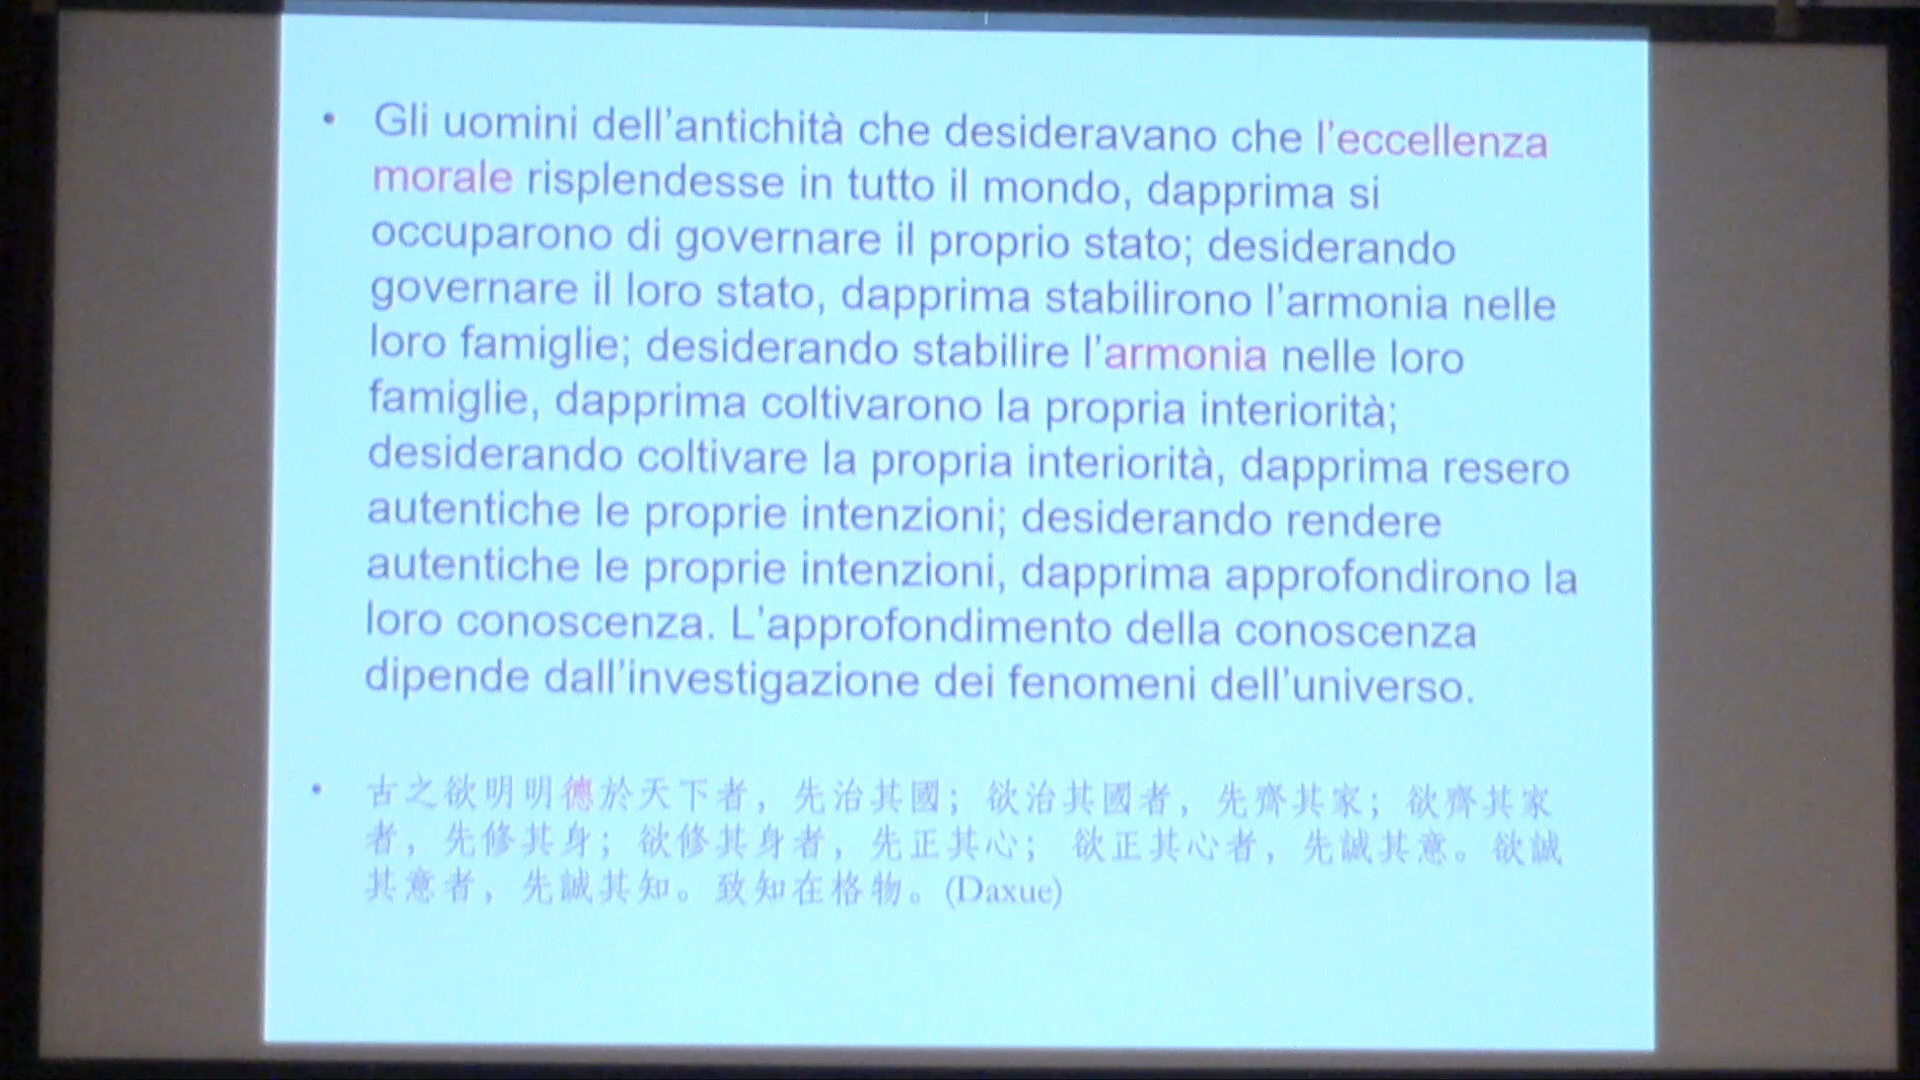 • Gli uomini dell'antichità che desideravano che l'eccellenza
morale risplendesse in tutto il mondo, dapprima si
occuparono di governare il proprio stato; desiderando
governare il loro stato, dapprima stabilirono l'armonia nelle
loro famiglie; desiderando stabilire l'armonia nelle loro
famiglie, dapprima coltivarono la propria interiorità;
desiderando coltivare la propria interiorità, dapprima resero
autentiche le proprie intenzioni; desiderando rendere
autentiche le proprie intenzioni, dapprima approfondirono la
loro conoscenza. L'approfondimento della conoscenza
dipende dall'investigazione dei fenomeni dell'universo.
• 古之欲明明德於天下者，先治其國；欲治其國者，先齊其家；欲齊其家
者，先修其身；欲修其身者，先正其心； 欲正其心者，先誠其意。欲誠
其意者，先誠其知。致知在格物。(Daxue)